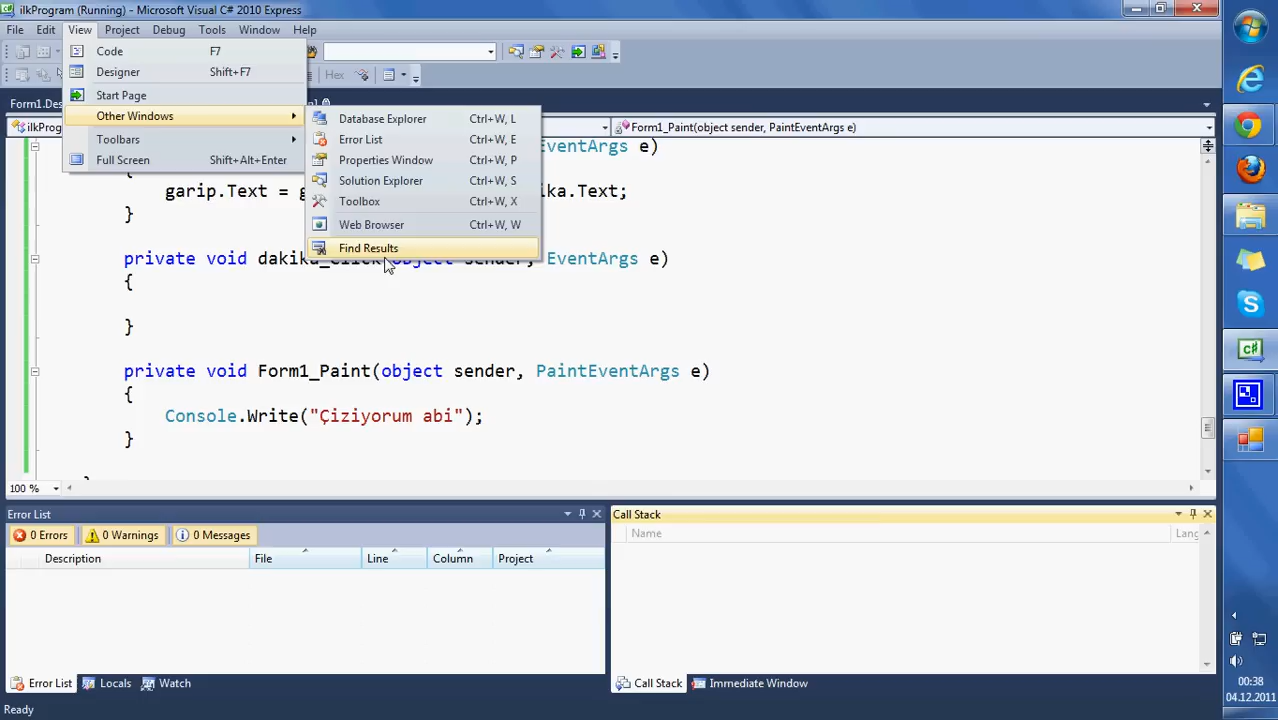 ilkProgram (Running) - Microsoft Visual C# 2010 Express
File Edit View Project Debug Tools Window Help
Code F7
Designer Shift+F7
Start Page
Other Windows
Toolbars
Full Screen Shift+Alt+Enter
Hex
Database Explorer Ctrl+W, L
Error List Ctrl+W, E
Properties Window Ctrl+W, P
Solution Explorer Ctrl+W, S
Toolbox Ctrl+W, X
Web Browser Ctrl+W, W
Find Results
Form1.Des
ilkProg
Form1_Paint(object sender, PaintEventArgs e)
EventArgs e)
{
garip.Text = g ika.Text;
}
private void dakika_Click(object sender, EventArgs e)
{
}
private void Form1_Paint(object sender, PaintEventArgs e)
{
Console.Write("Çiziyorum abi");
}
100 %
Error List
0 Errors 0 Warnings 0 Messages
Description File Line Column Project
Call Stack
Name Lang
Error List Locals Watch
Call Stack Immediate Window
Ready
00:38
04.12.2011